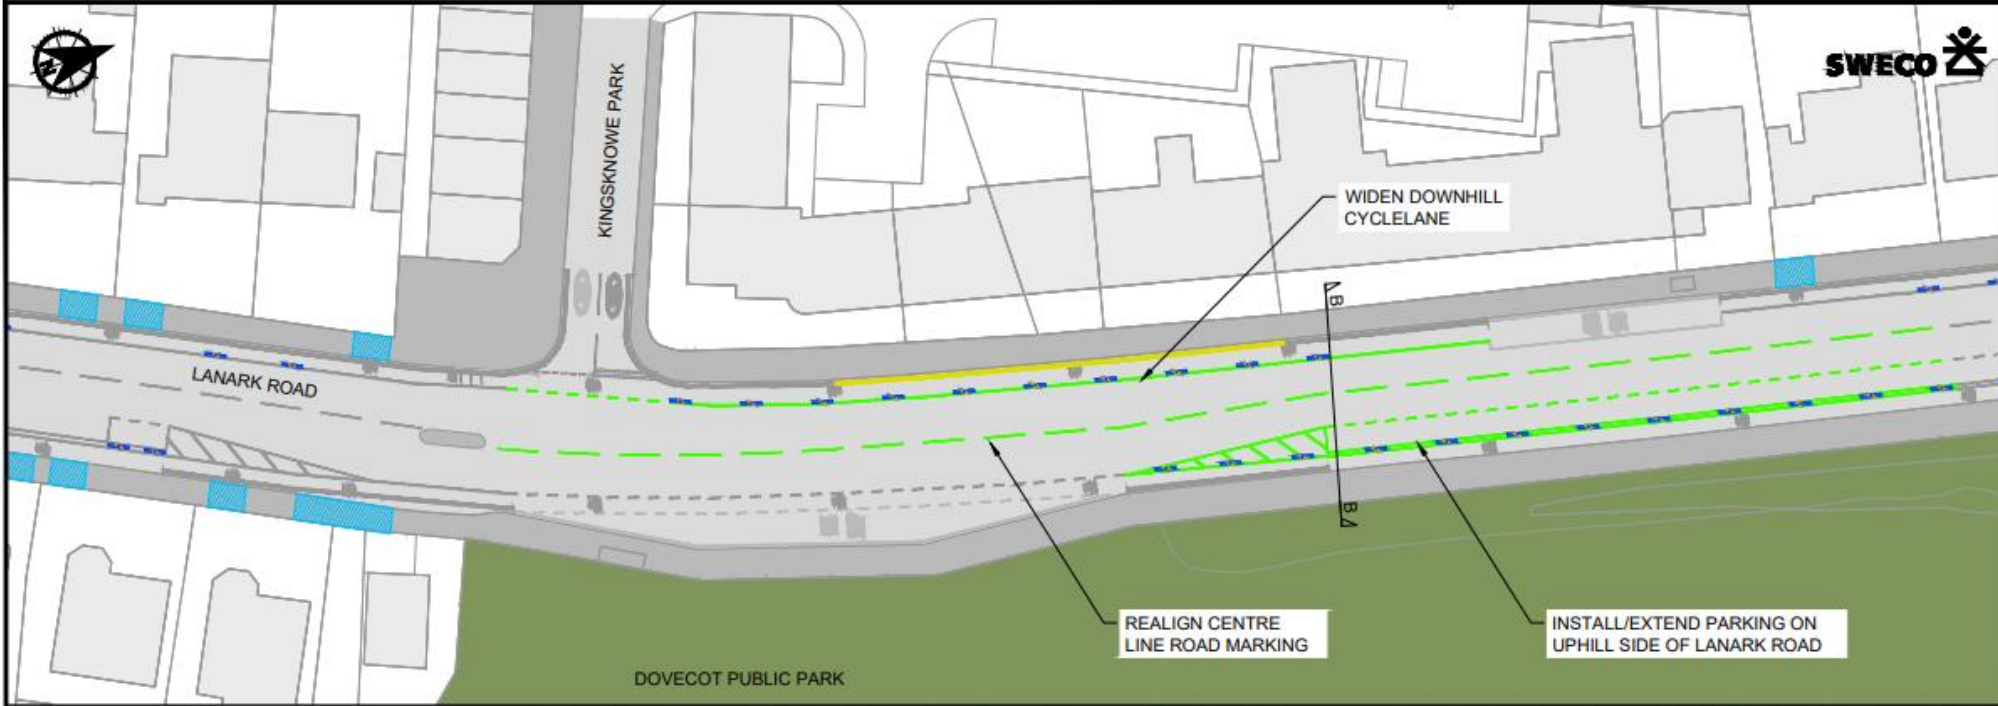 N
SWECO
KINGSKNOWE PARK
WIDEN DOWNHILL
CYCLELANE
B
LANARK ROAD
B
REALIGN CENTRE
LINE ROAD MARKING
INSTALL/EXTEND PARKING ON
UPHILL SIDE OF LANARK ROAD
DOVECOT PUBLIC PARK